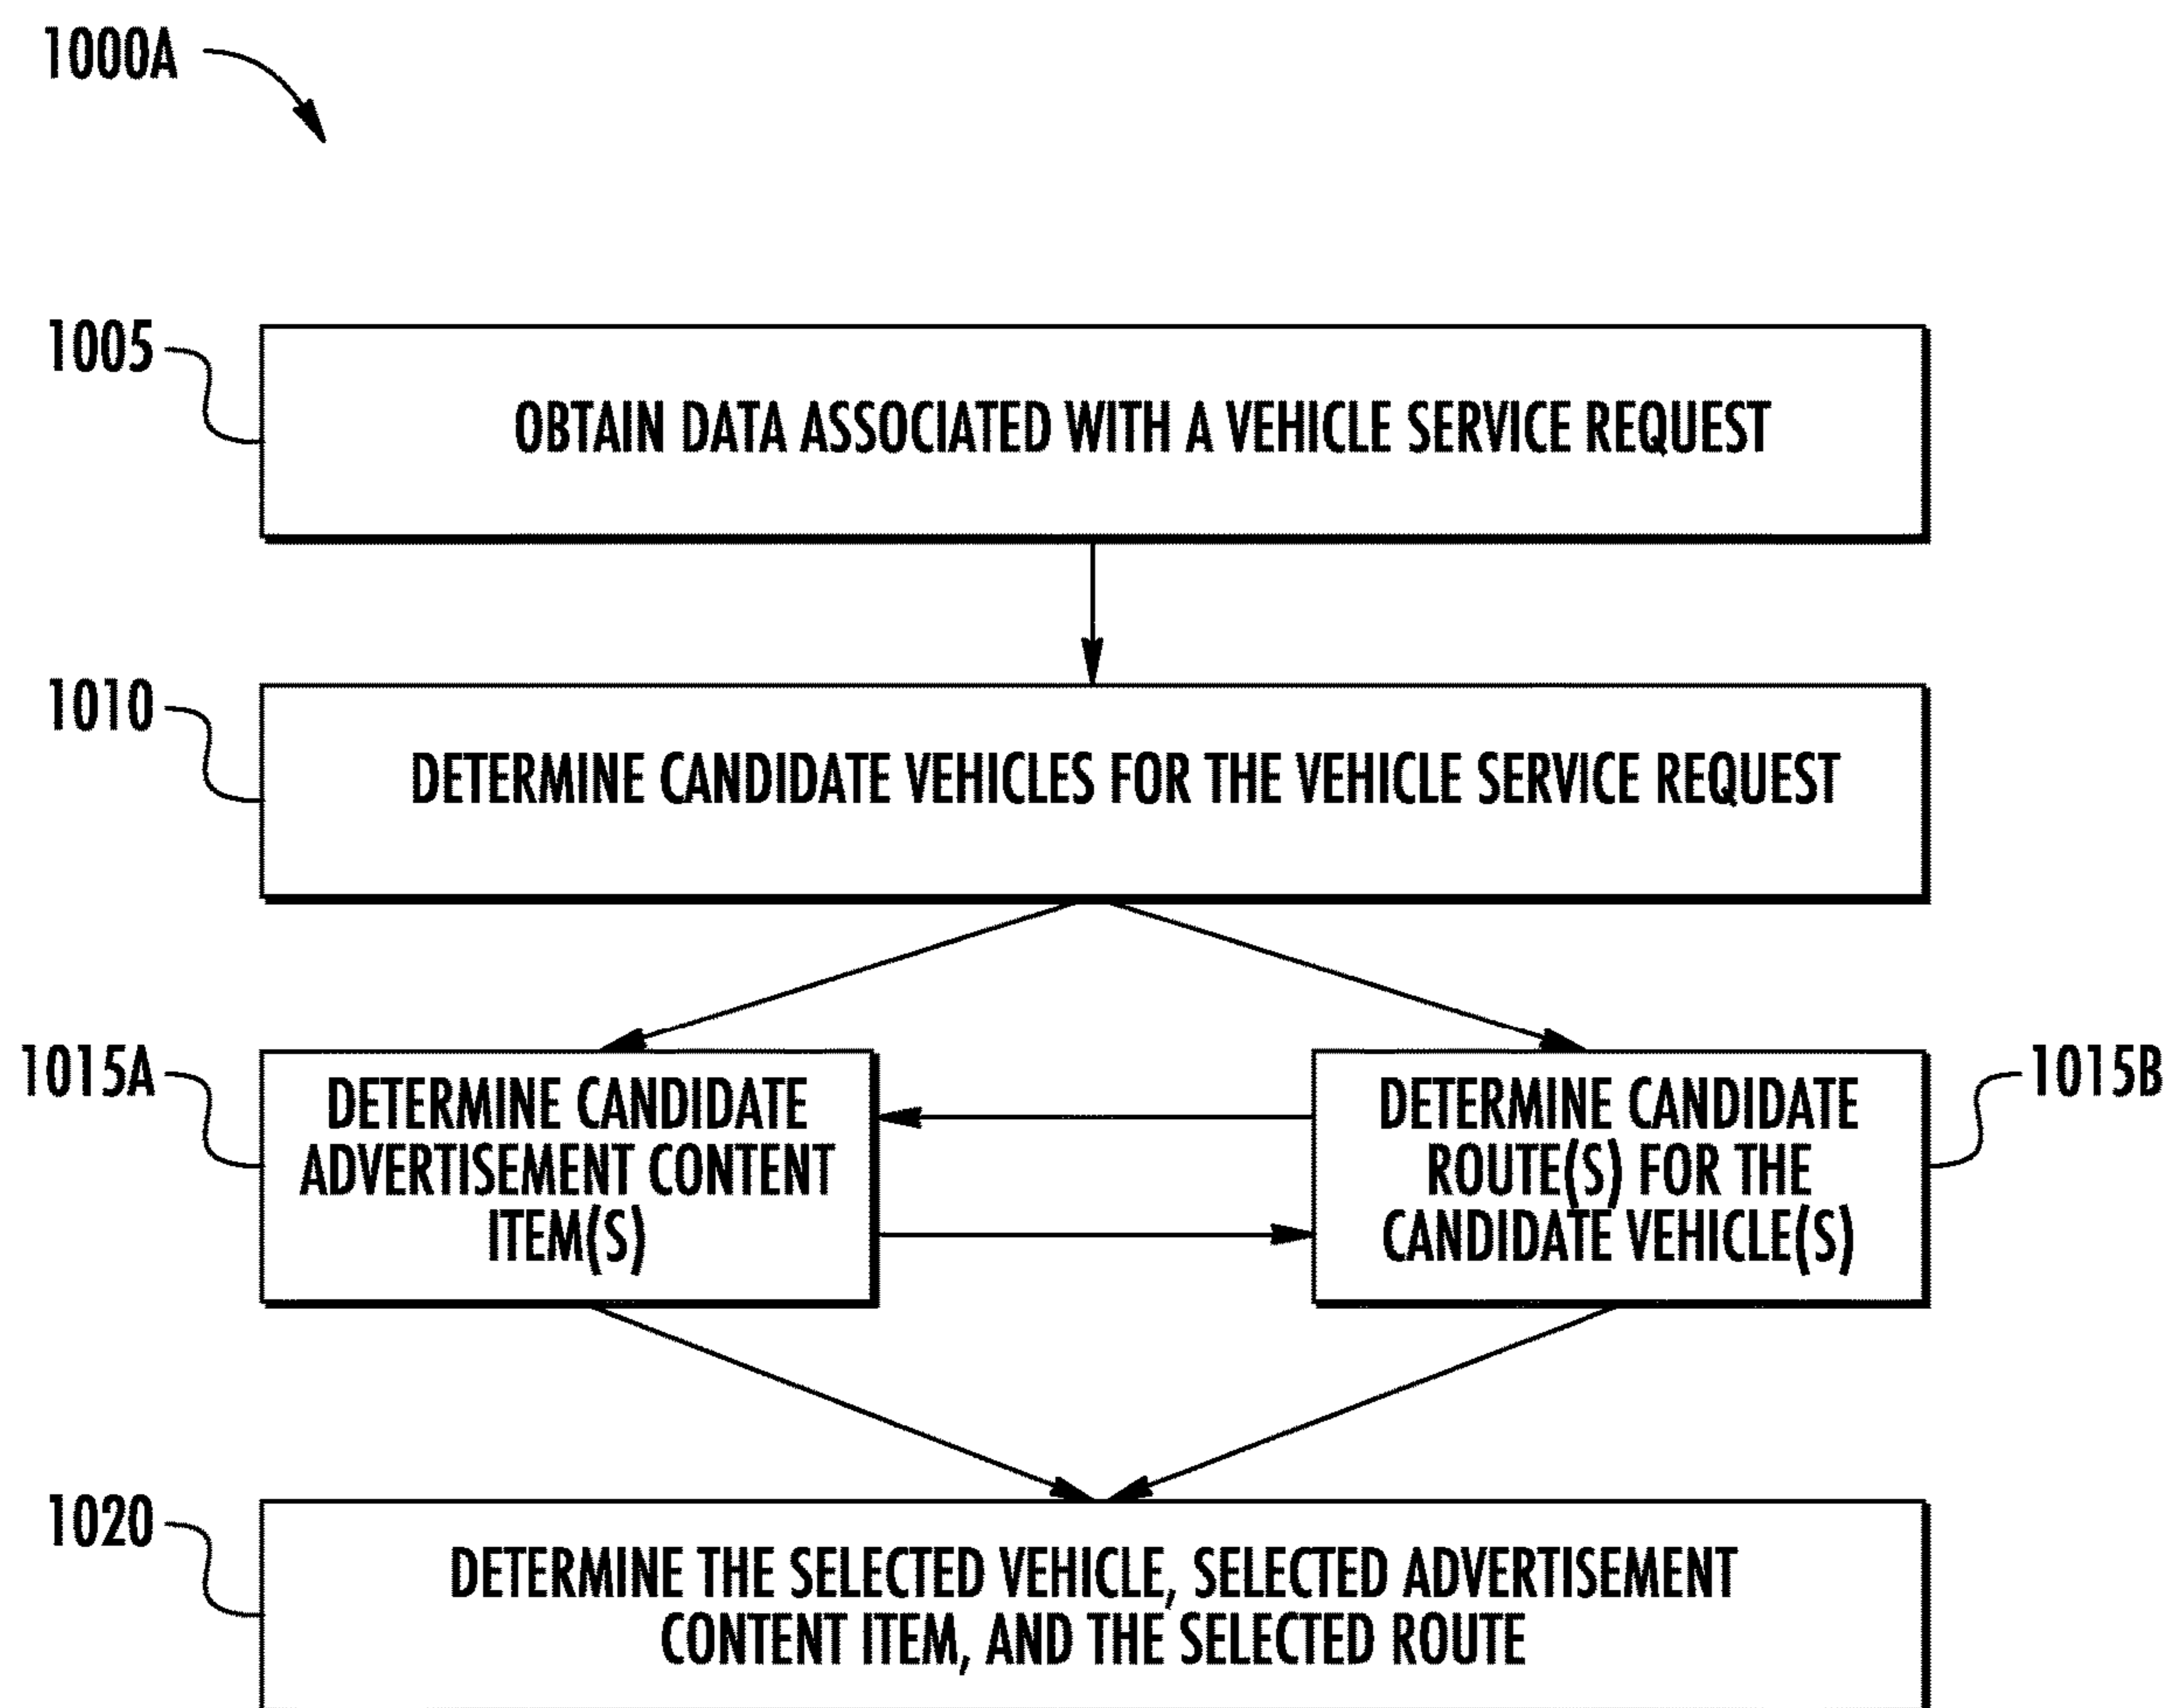 1000A
1005
OBTAIN DATA ASSOCIATED WITH A VEHICLE SERVICE REQUEST
1010
DETERMINE CANDIDATE VEHICLES FOR THE VEHICLE SERVICE REQUEST
1015A
DETERMINE CANDIDATE
ADVERTISEMENT CONTENT
ITEM(S)
DETERMINE CANDIDATE
ROUTE(S) FOR THE
CANDIDATE VEHICLE(S)
1015B
1020
DETERMINE THE SELECTED VEHICLE, SELECTED ADVERTISEMENT
CONTENT ITEM, AND THE SELECTED ROUTE